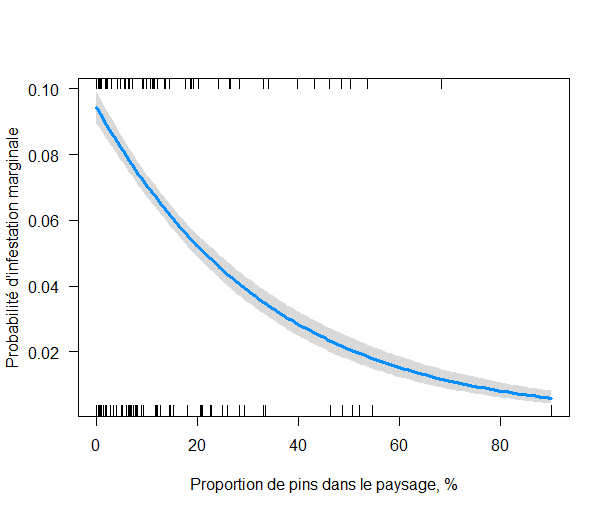 Probabilité d'infestation marginale
0.10
0.08
0.06
0.04
0.02
0 20 40 60 80
Proportion de pins dans le paysage, %